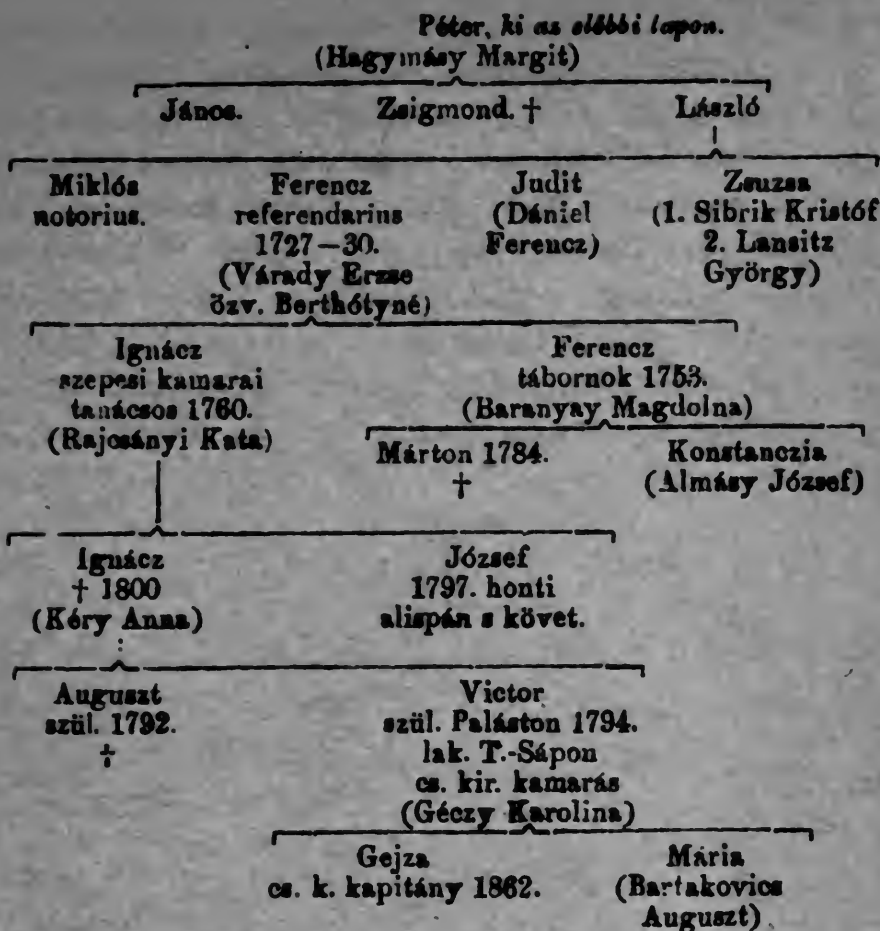 Péter, ki az előbbi lapon.
(Hagymásy Margit)
János. Zsigmond. † László
Miklós Ferencz Judit Zsuzsa
notorius. referendarius (Dániel (1. Sibrik Kristóf
1727—30. Ferencz) 2. Lansitz
(Várady Erzse György)
özv. Berthótyné)
Ignácz Ferencz
szepesi kamarai tábornok 1753.
tanácsos 1760. (Baranyay Magdolna)
(Rajcsányi Kata) Márton 1784. Konstanczia
† (Almásy József)
Ignácz József
† 1800 1797. honti
(Kéry Anna) alispán s követ.
Auguszt Victor
szül. 1792. szül. Paláston 1794.
† lak. T.-Sápon
cs. kir. kamarás
(Géczy Karolina)
Gejza Mária
cs. k. kapitány 1862. (Bartakovics
Auguszt)